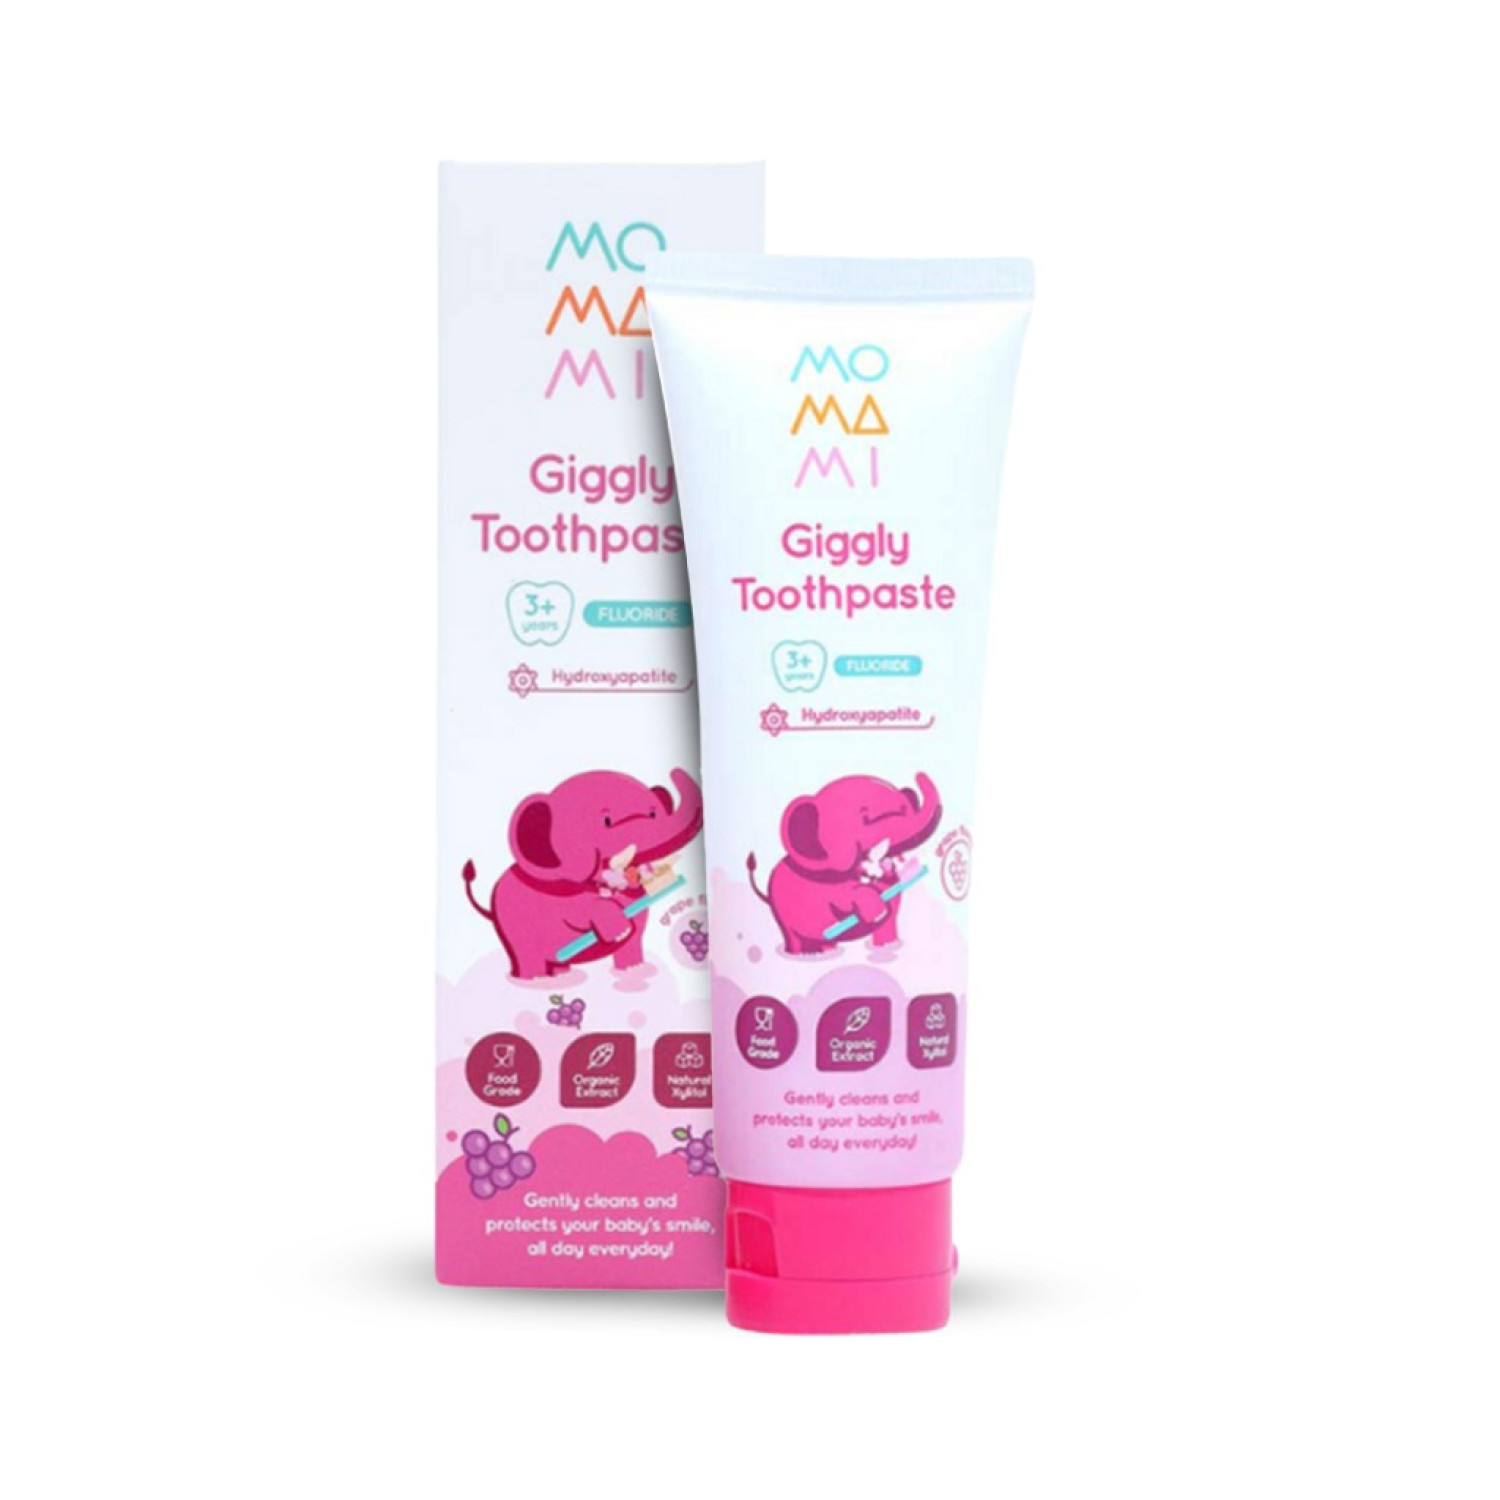 MO
MA
MI
Giggly
Toothpas
3+
years
FLUORIDE
Hydroxyapatite
grape
Food
Grade
Organic
Extract
Natural
Xylitol
Gently cleans and
protects your baby's smile,
all day everyday!
MO
MA
MI
Giggly
Toothpaste
3+
years
FLUORIDE
Hydroxyapatite
grape
Food
Grade
Organic
Extract
Natural
Xylitol
Gently cleans and
protects your baby's smile,
all day everyday!